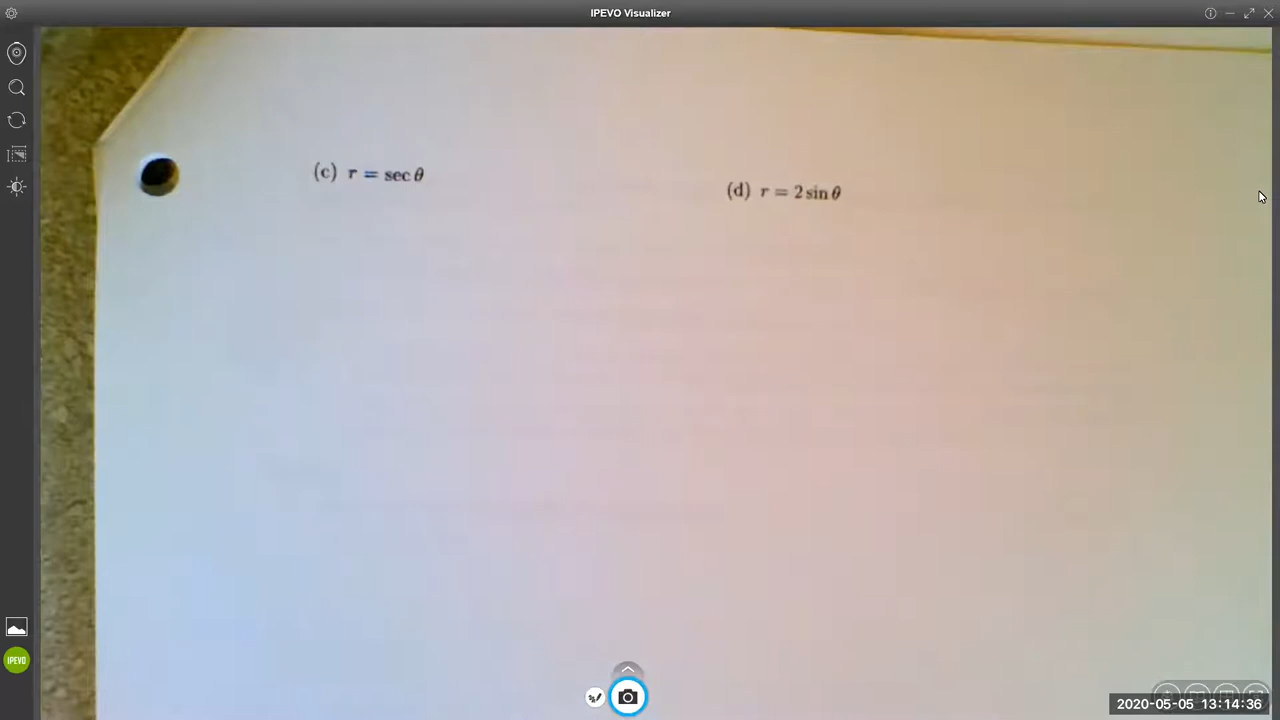 IPEVO Visualizer
(c) r = sec θ
(d) r = 2 sin θ
IPEVO
2020-05-05 13:14:36